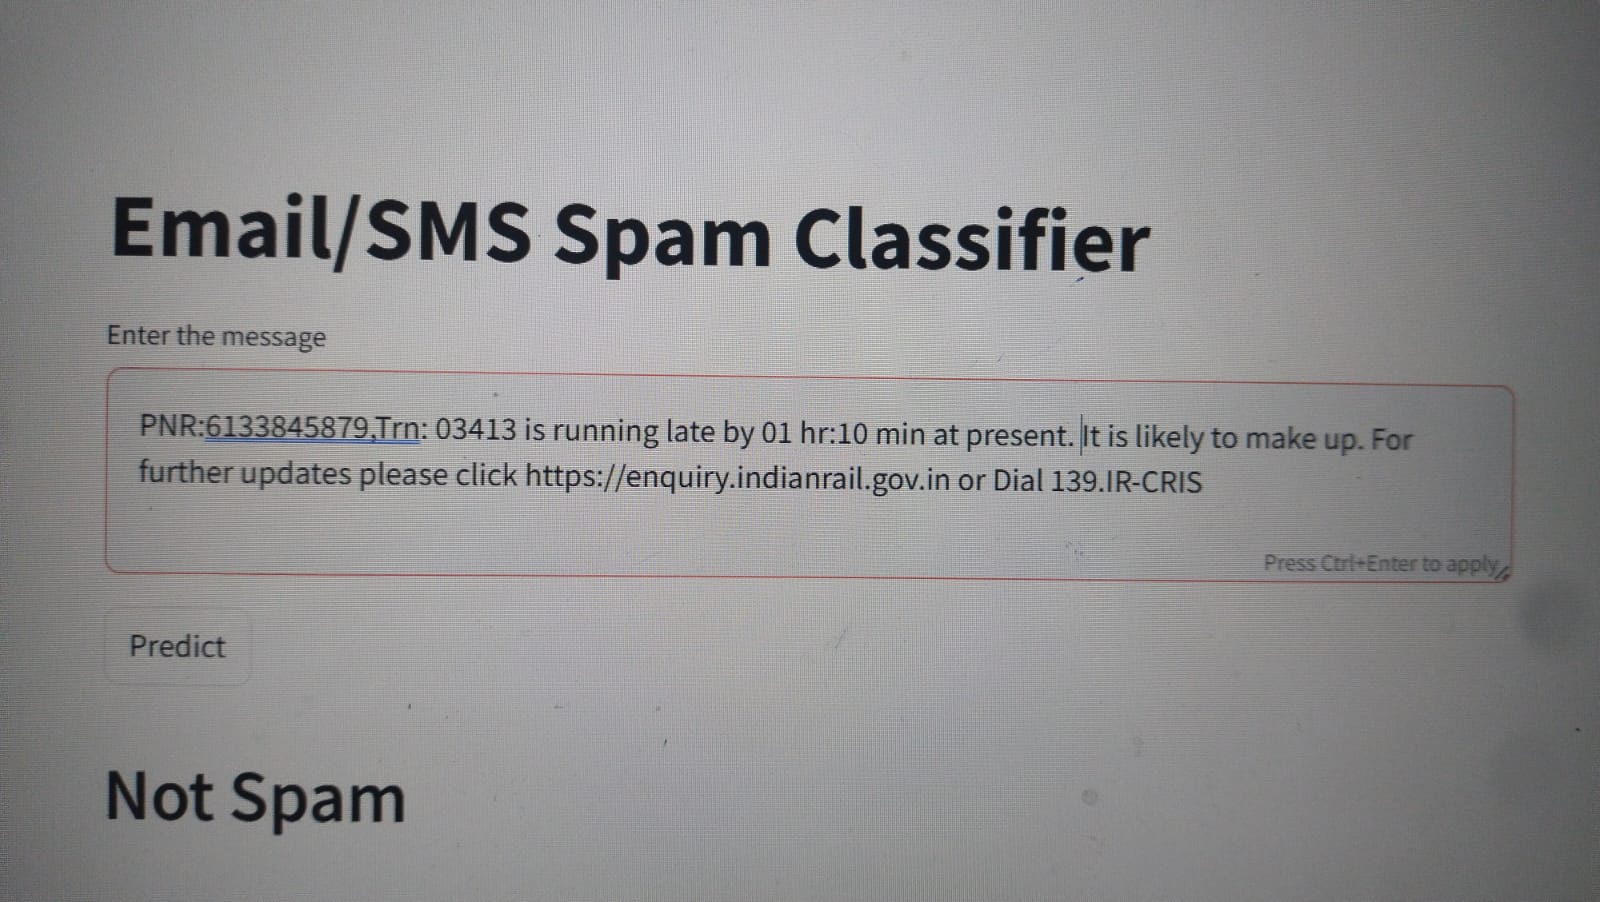 Email/SMS Spam Classifier
Enter the message
PNR:6133845879,Trn: 03413 is running late by 01 hr:10 min at present. It is likely to make up. For
further updates please click https://enquiry.indianrail.gov.in or Dial 139.IR-CRIS
Press Ctrl+Enter to apply
Predict
Not Spam